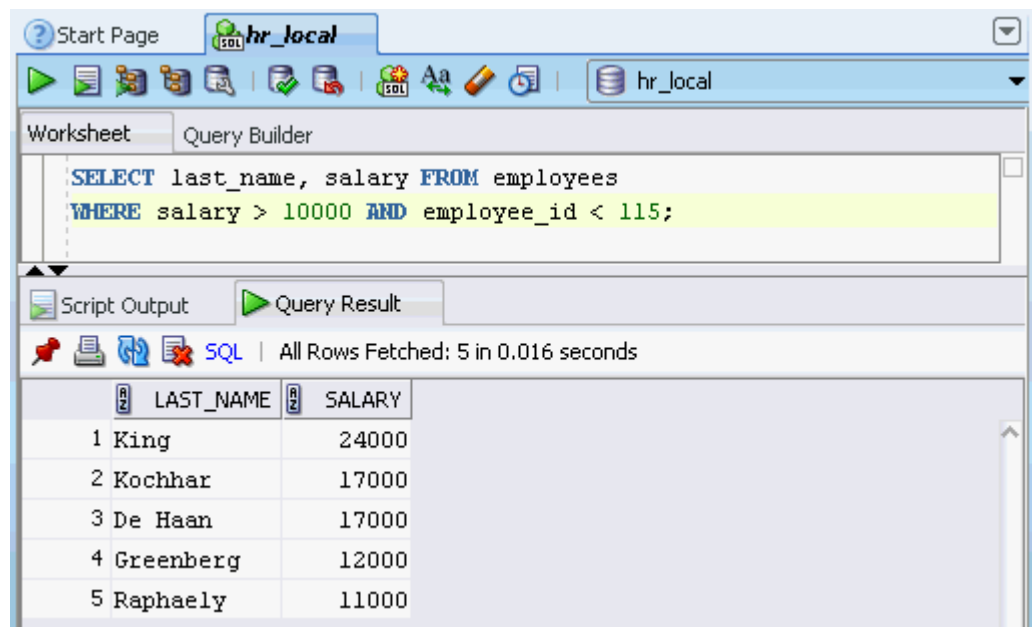 Start Page hr_local
hr_local
Worksheet Query Builder
SELECT last_name, salary FROM employees
WHERE salary > 10000 AND employee_id < 115;
Script Output Query Result
SQL | All Rows Fetched: 5 in 0.016 seconds
LAST_NAME SALARY
1 King 24000
2 Kochhar 17000
3 De Haan 17000
4 Greenberg 12000
5 Raphaely 11000